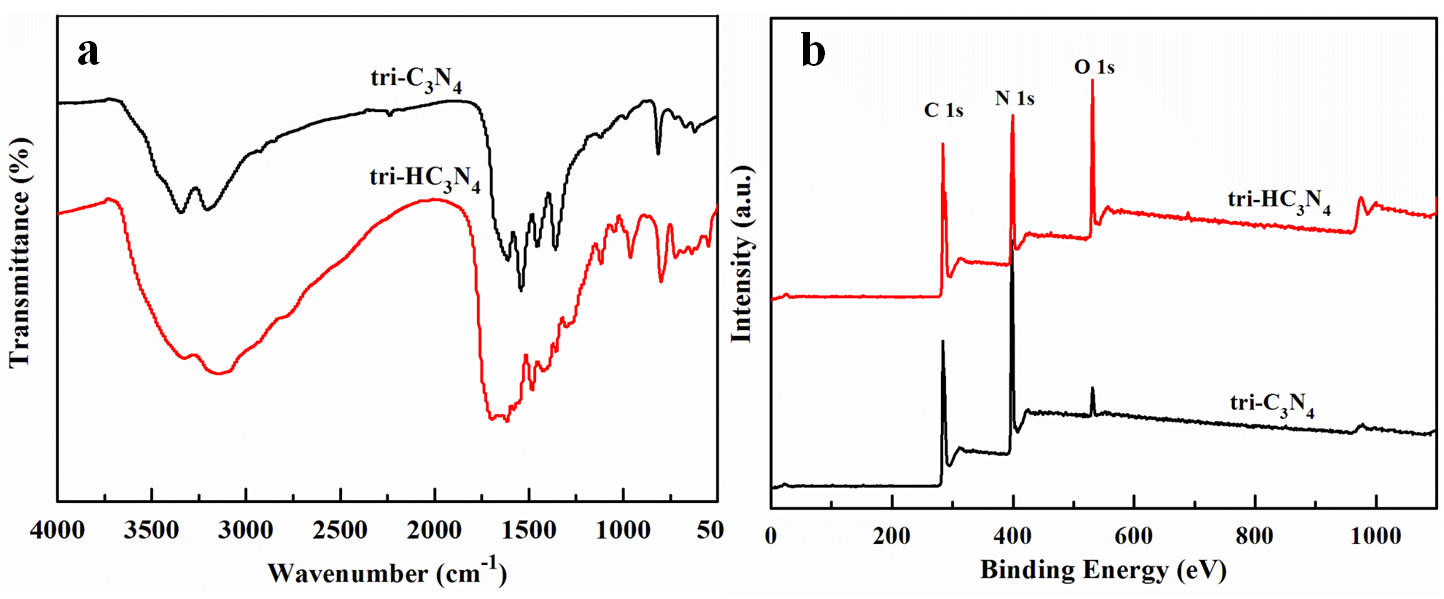 a
tri-C3N4
tri-HC3N4
Transmittance (%)
4000 3500 3000 2500 2000 1500 1000 50
Wavenumber (cm-1)
b
C 1s
N 1s
O 1s
tri-HC3N4
tri-C3N4
Intensity (a.u.)
0 200 400 600 800 1000
Binding Energy (eV)